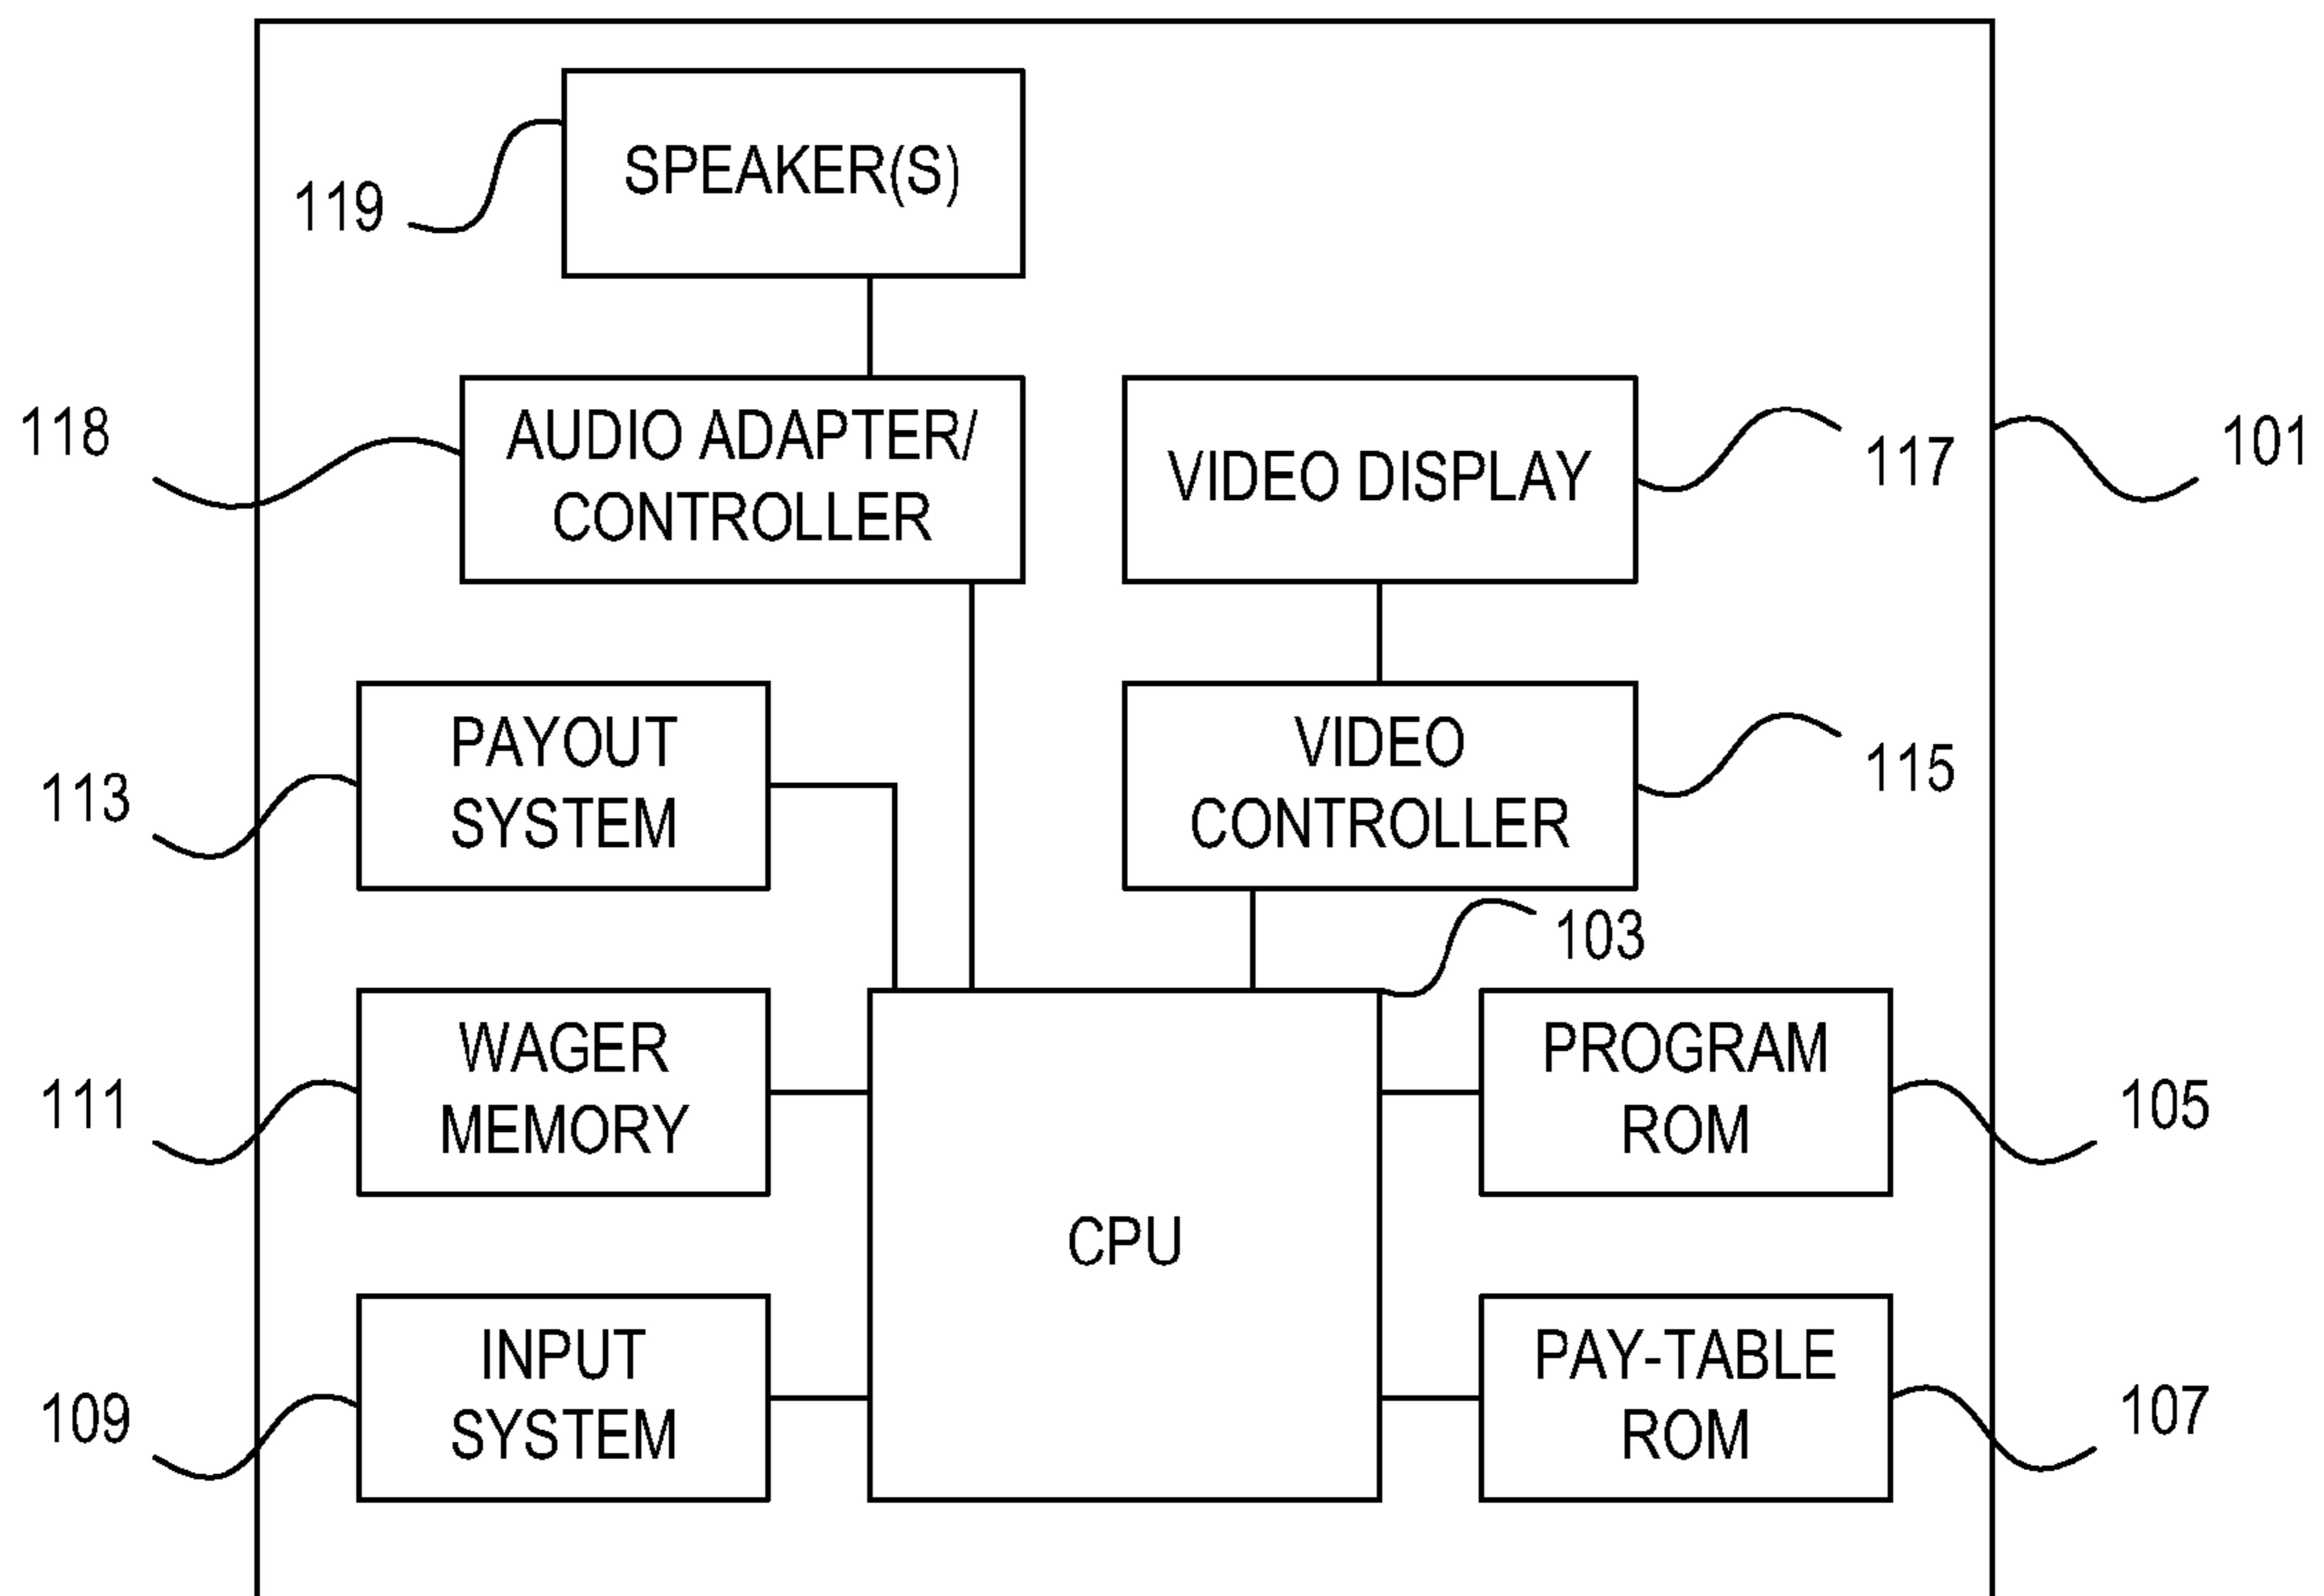 SPEAKER(S)
119
AUDIO ADAPTER/
CONTROLLER
118
VIDEO DISPLAY
117
101
PAYOUT
SYSTEM
113
VIDEO
CONTROLLER
115
103
WAGER
MEMORY
111
PROGRAM
ROM
105
CPU
INPUT
SYSTEM
109
PAY-TABLE
ROM
107